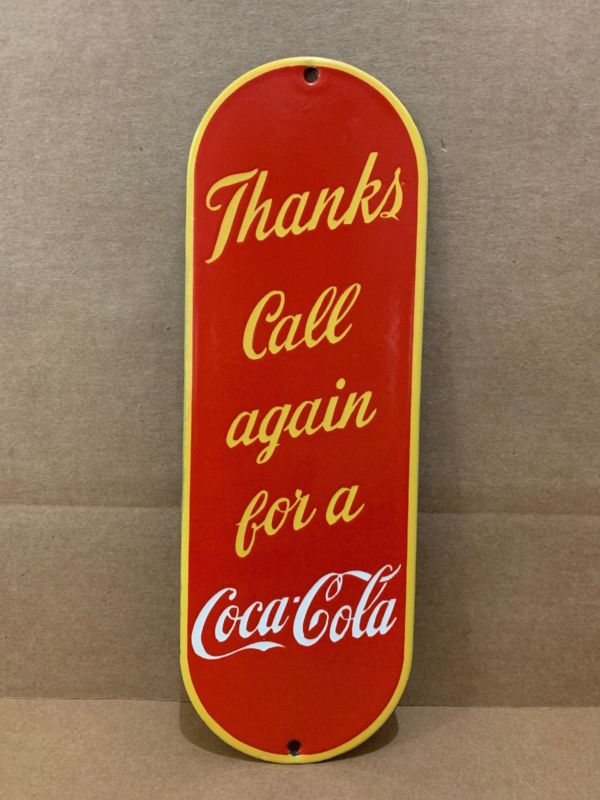 Thanks
Call
again
for a
Coca-Cola